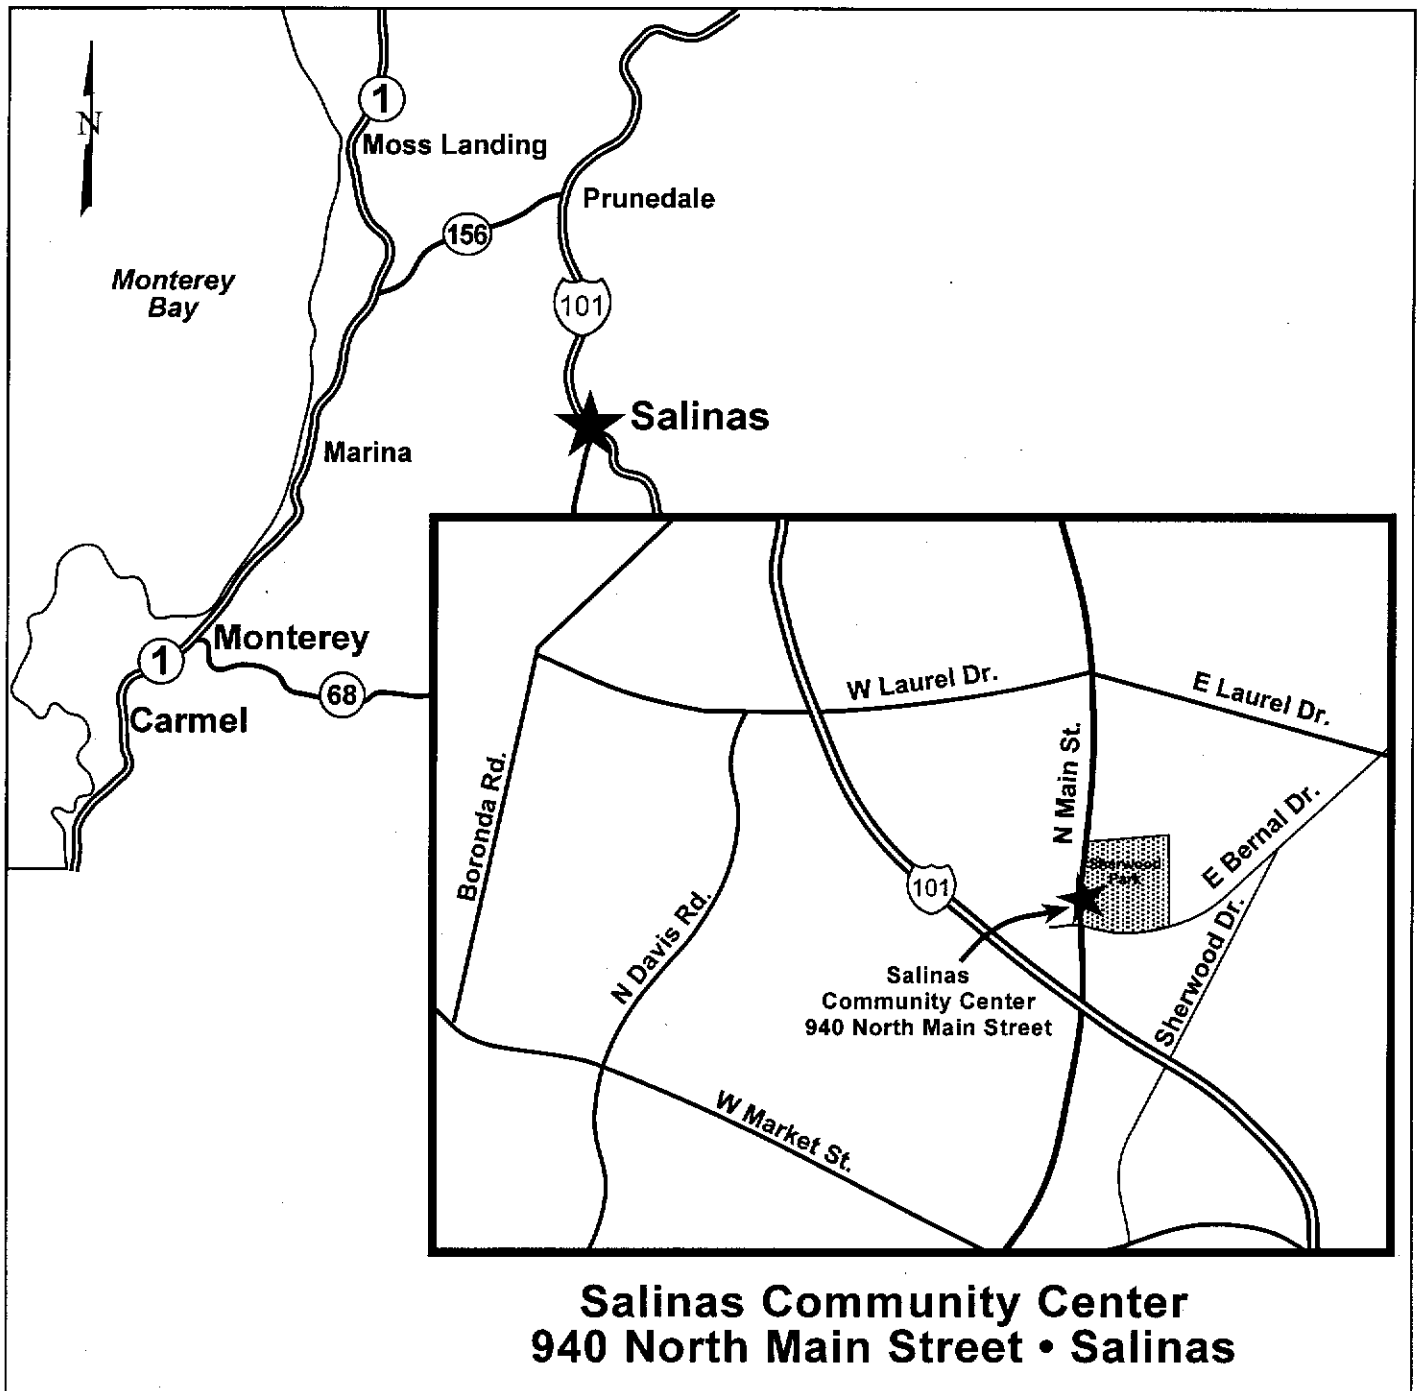 N
1
Moss Landing
Prunedale
156
Monterey
Bay
101
Salinas
Marina
Monterey
1
68
Carmel
W Laurel Dr.
E Laurel Dr.
N Main St.
Boronda Rd.
E Bernal Dr.
Sherwood
Park
101
N Davis Rd.
Sherwood Dr.
Salinas
Community Center
940 North Main Street
W Market St.
Salinas Community Center
940 North Main Street • Salinas